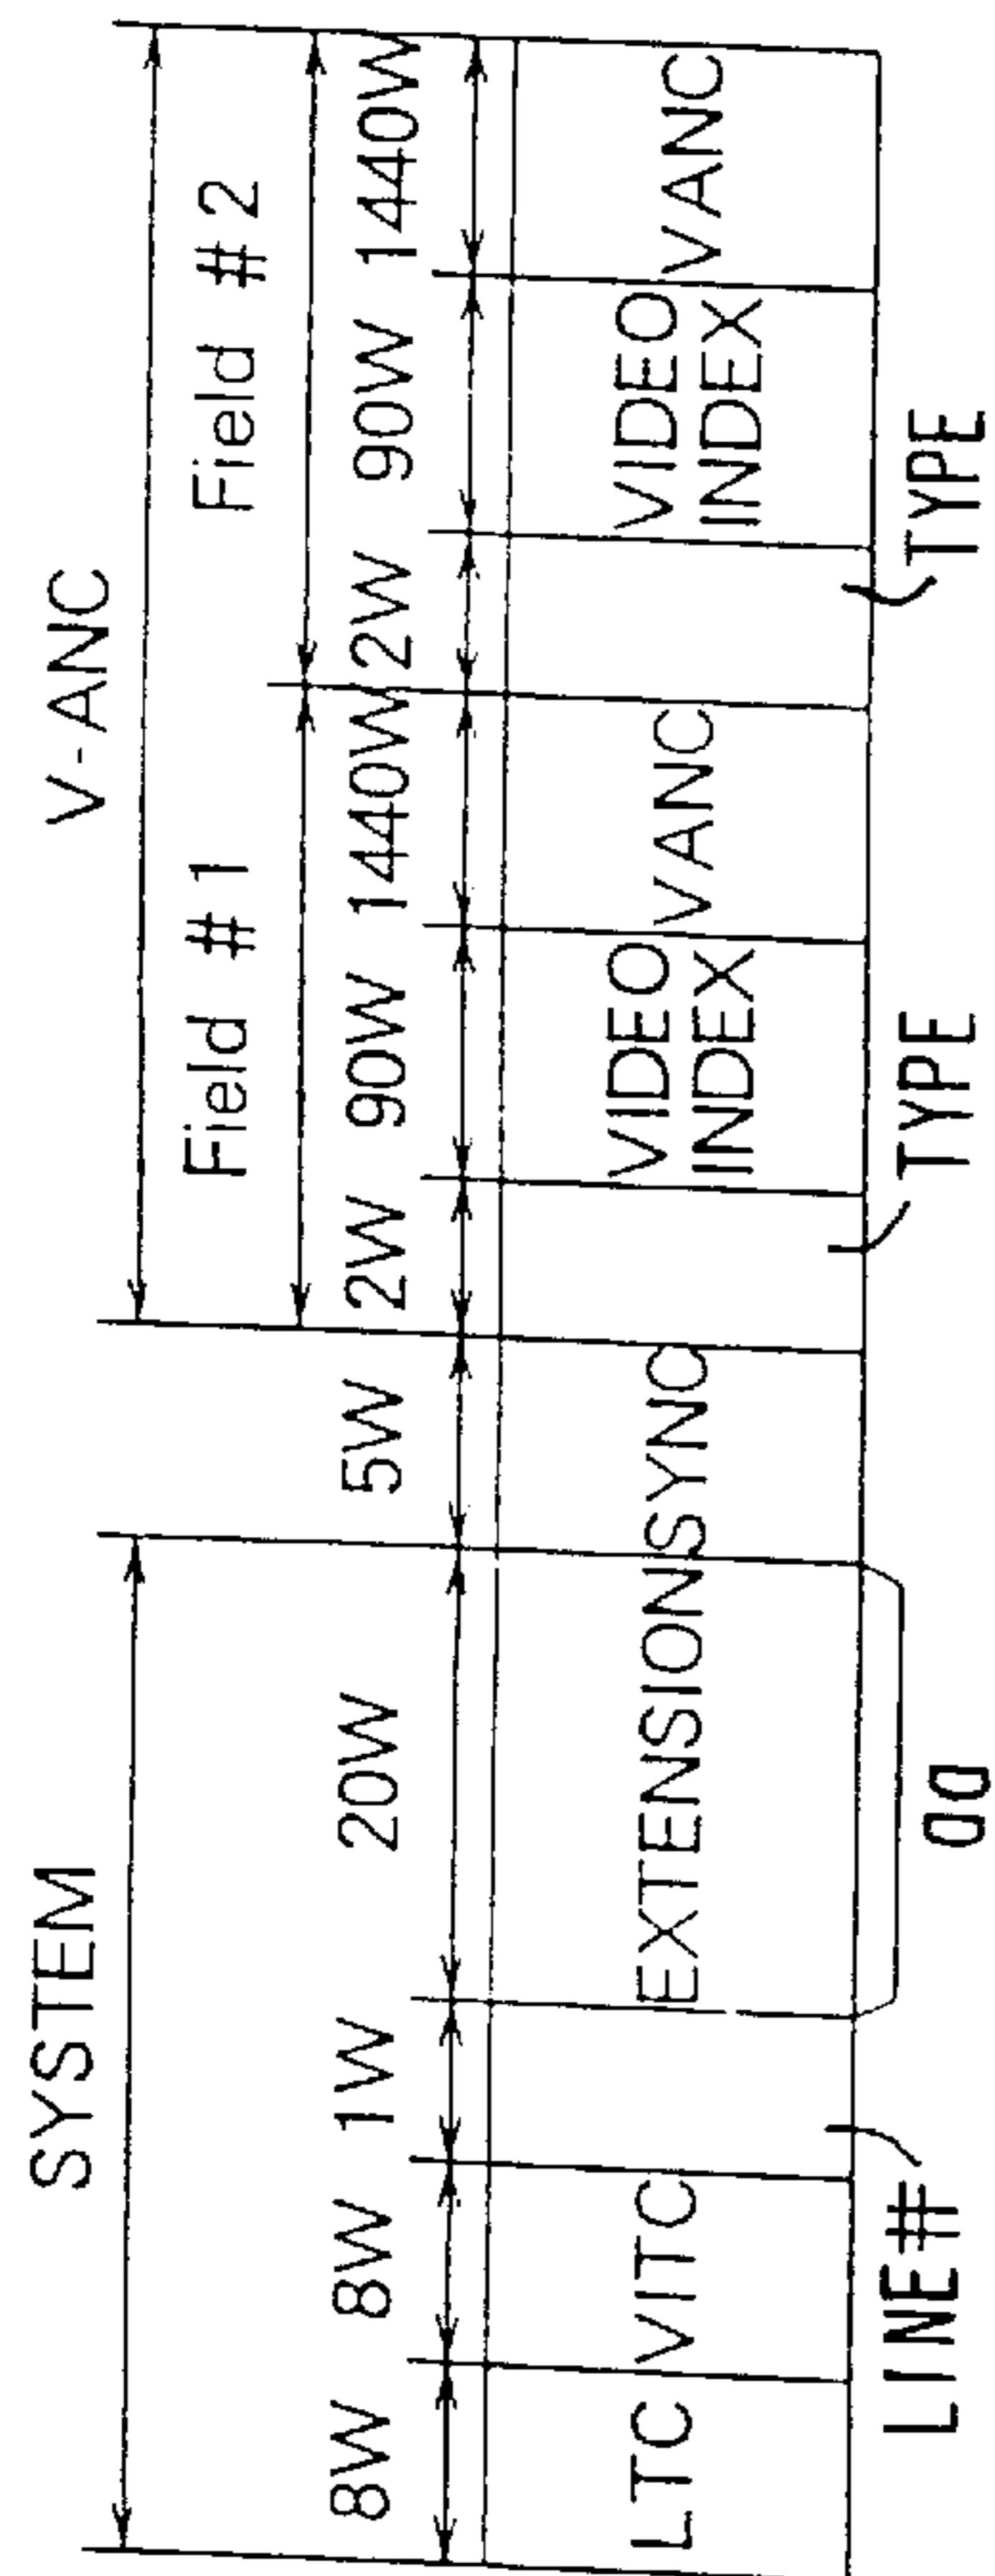 SYSTEM
V-ANC
Field #1
Field #2
8W 8W 1W 20W 5W 2W 90W 1440W 2W 90W 1440W
LTC VITC EXTENSION SYNC VIDEO INDEX VANC VIDEO INDEX VANC
LINE# aa TYPE TYPE